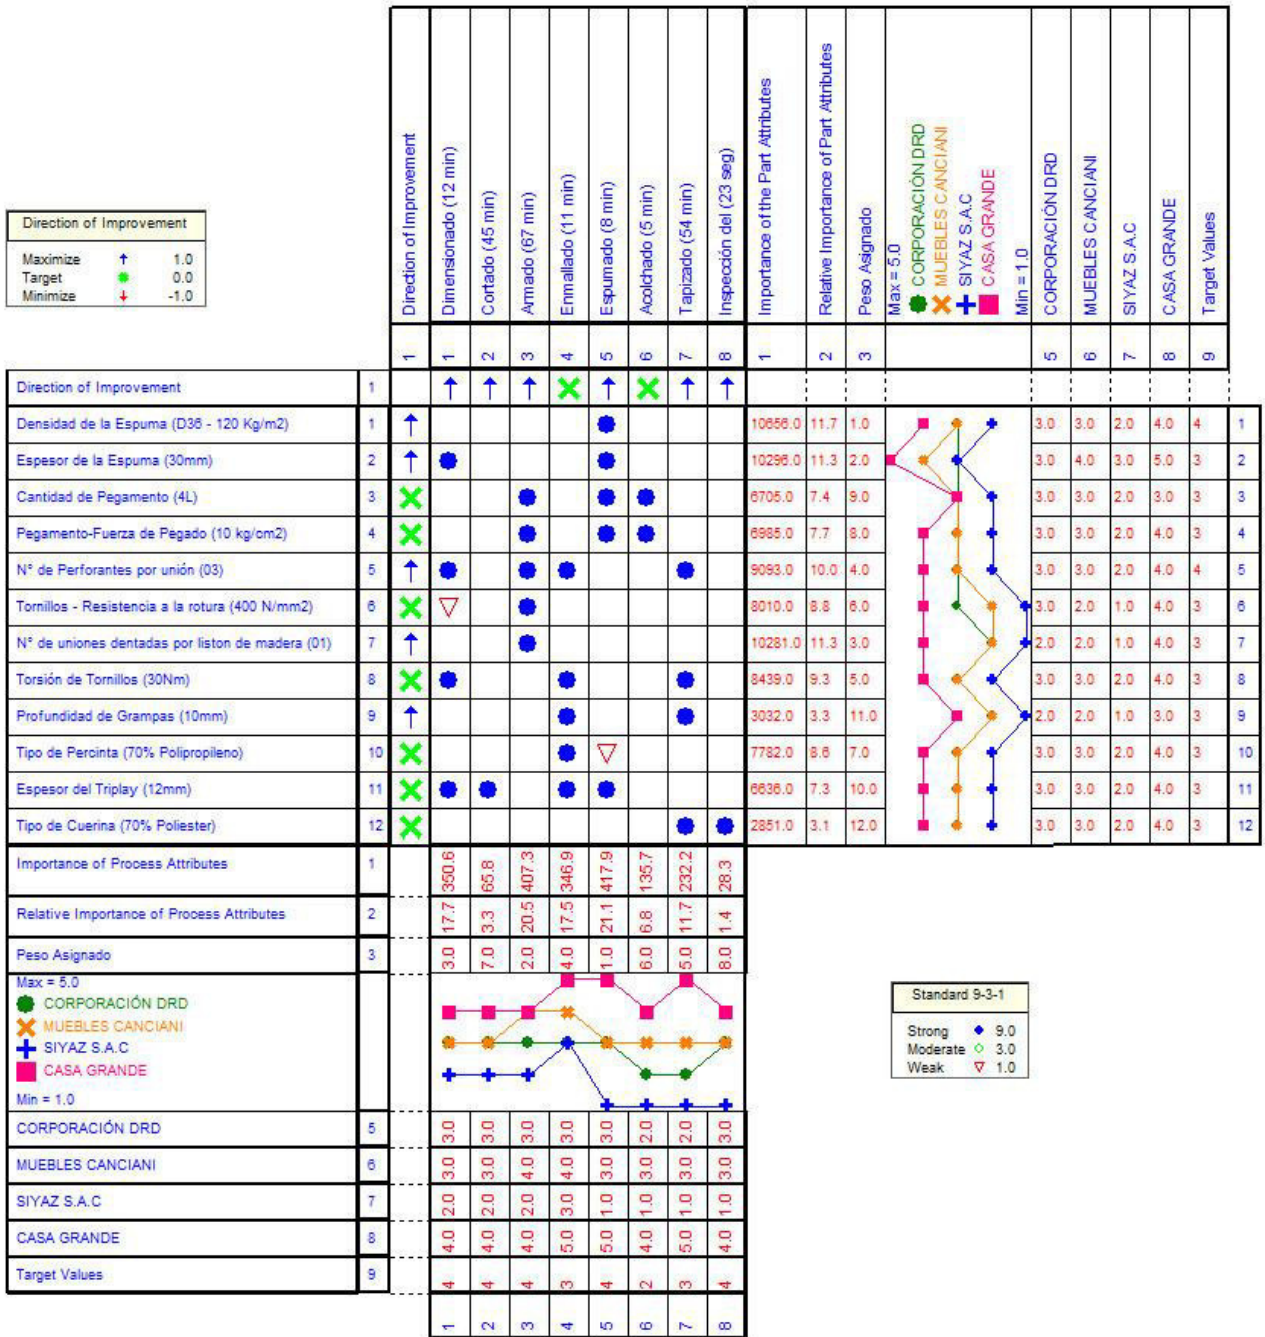 Direction of Improvement
Maximize 1.0
Target 0.0
Minimize -1.0
Direction of Improvement
Dimensionado (12 min)
Cortado (45 min)
Armado (67 min)
Enmallado (11 min)
Espumado (8 min)
Acolchado (5 min)
Tapizado (54 min)
Inspección del (23 seg)
Importance of the Part Attributes
Relative Importance of Part Attributes
Peso Asignado
Max = 5.0
CORPORACIÓN DRD
MUEBLES CANCIANI
SIYAZ S.A.C
CASA GRANDE
Min = 1.0
CORPORACIÓN DRD
MUEBLES CANCIANI
SIYAZ S.A.C
CASA GRANDE
Target Values
1 1 2 3 4 5 6 7 8 1 2 3 5 6 7 8 9
Direction of Improvement 1
Densidad de la Espuma (D36 - 120 Kg/m2) 1 10656.0 11.7 1.0 3.0 3.0 2.0 4.0 4 1
Espesor de la Espuma (30mm) 2 10296.0 11.3 2.0 3.0 4.0 3.0 5.0 3 2
Cantidad de Pegamento (4L) 3 6705.0 7.4 9.0 3.0 3.0 2.0 3.0 3 3
Pegamento-Fuerza de Pegado (10 kg/cm2) 4 6985.0 7.7 8.0 3.0 3.0 2.0 4.0 3 4
N° de Perforantes por unión (03) 5 9093.0 10.0 4.0 3.0 3.0 2.0 4.0 4 5
Tornillos - Resistencia a la rotura (400 N/mm2) 6 8010.0 8.8 6.0 3.0 2.0 1.0 4.0 3 6
N° de uniones dentadas por liston de madera (01) 7 10281.0 11.3 3.0 2.0 2.0 1.0 4.0 3 7
Torsión de Tornillos (30Nm) 8 8439.0 9.3 5.0 3.0 3.0 2.0 4.0 3 8
Profundidad de Grampas (10mm) 9 3032.0 3.3 11.0 2.0 2.0 1.0 3.0 3 9
Tipo de Percinta (70% Polipropileno) 10 7782.0 8.6 7.0 3.0 3.0 2.0 4.0 3 10
Espesor del Triplay (12mm) 11 6636.0 7.3 10.0 3.0 3.0 2.0 4.0 3 11
Tipo de Cuerina (70% Poliester) 12 2851.0 3.1 12.0 3.0 3.0 2.0 4.0 3 12
Importance of Process Attributes 1 350.6 65.8 407.3 346.9 417.9 135.7 232.2 28.3
Relative Importance of Process Attributes 2 17.7 3.3 20.5 17.5 21.1 6.8 11.7 1.4
Peso Asignado 3 3.0 7.0 2.0 4.0 1.0 6.0 5.0 8.0
Max = 5.0
CORPORACIÓN DRD
MUEBLES CANCIANI
SIYAZ S.A.C
CASA GRANDE
Min = 1.0
Standard 9-3-1
Strong 9.0
Moderate 3.0
Weak 1.0
CORPORACIÓN DRD 5 3.0 3.0 3.0 3.0 3.0 2.0 2.0 3.0
MUEBLES CANCIANI 6 3.0 3.0 4.0 4.0 3.0 3.0 3.0 3.0
SIYAZ S.A.C 7 2.0 2.0 2.0 3.0 1.0 1.0 1.0 1.0
CASA GRANDE 8 4.0 4.0 4.0 5.0 5.0 4.0 5.0 4.0
Target Values 9 4 4 4 3 4 2 3 4
1 2 3 4 5 6 7 8